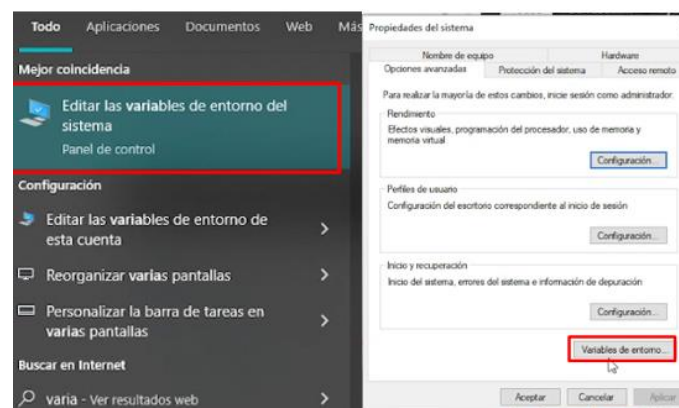 Todo Aplicaciones Documentos Web Más
Mejor coincidencia
Editar las variables de entorno del
sistema
Panel de control
Configuración
Editar las variables de entorno de
esta cuenta
Reorganizar varias pantallas
Personalizar la barra de tareas en
varias pantallas
Buscar en Internet
varia - Ver resultados web
Propiedades del sistema
Nombre de equipo Hardware
Opciones avanzadas Protección del sistema Acceso remoto
Para realizar la mayoría de estos cambios, inicie sesión como administrador.
Rendimiento
Efectos visuales, programación del procesador, uso de memoria y
memoria virtual
Configuración...
Perfiles de usuario
Configuración del escritorio correspondiente al inicio de sesión
Configuración...
Inicio y recuperación
Inicio del sistema, errores del sistema e información de depuración
Configuración...
Variables de entorno...
Aceptar Cancelar Aplicar